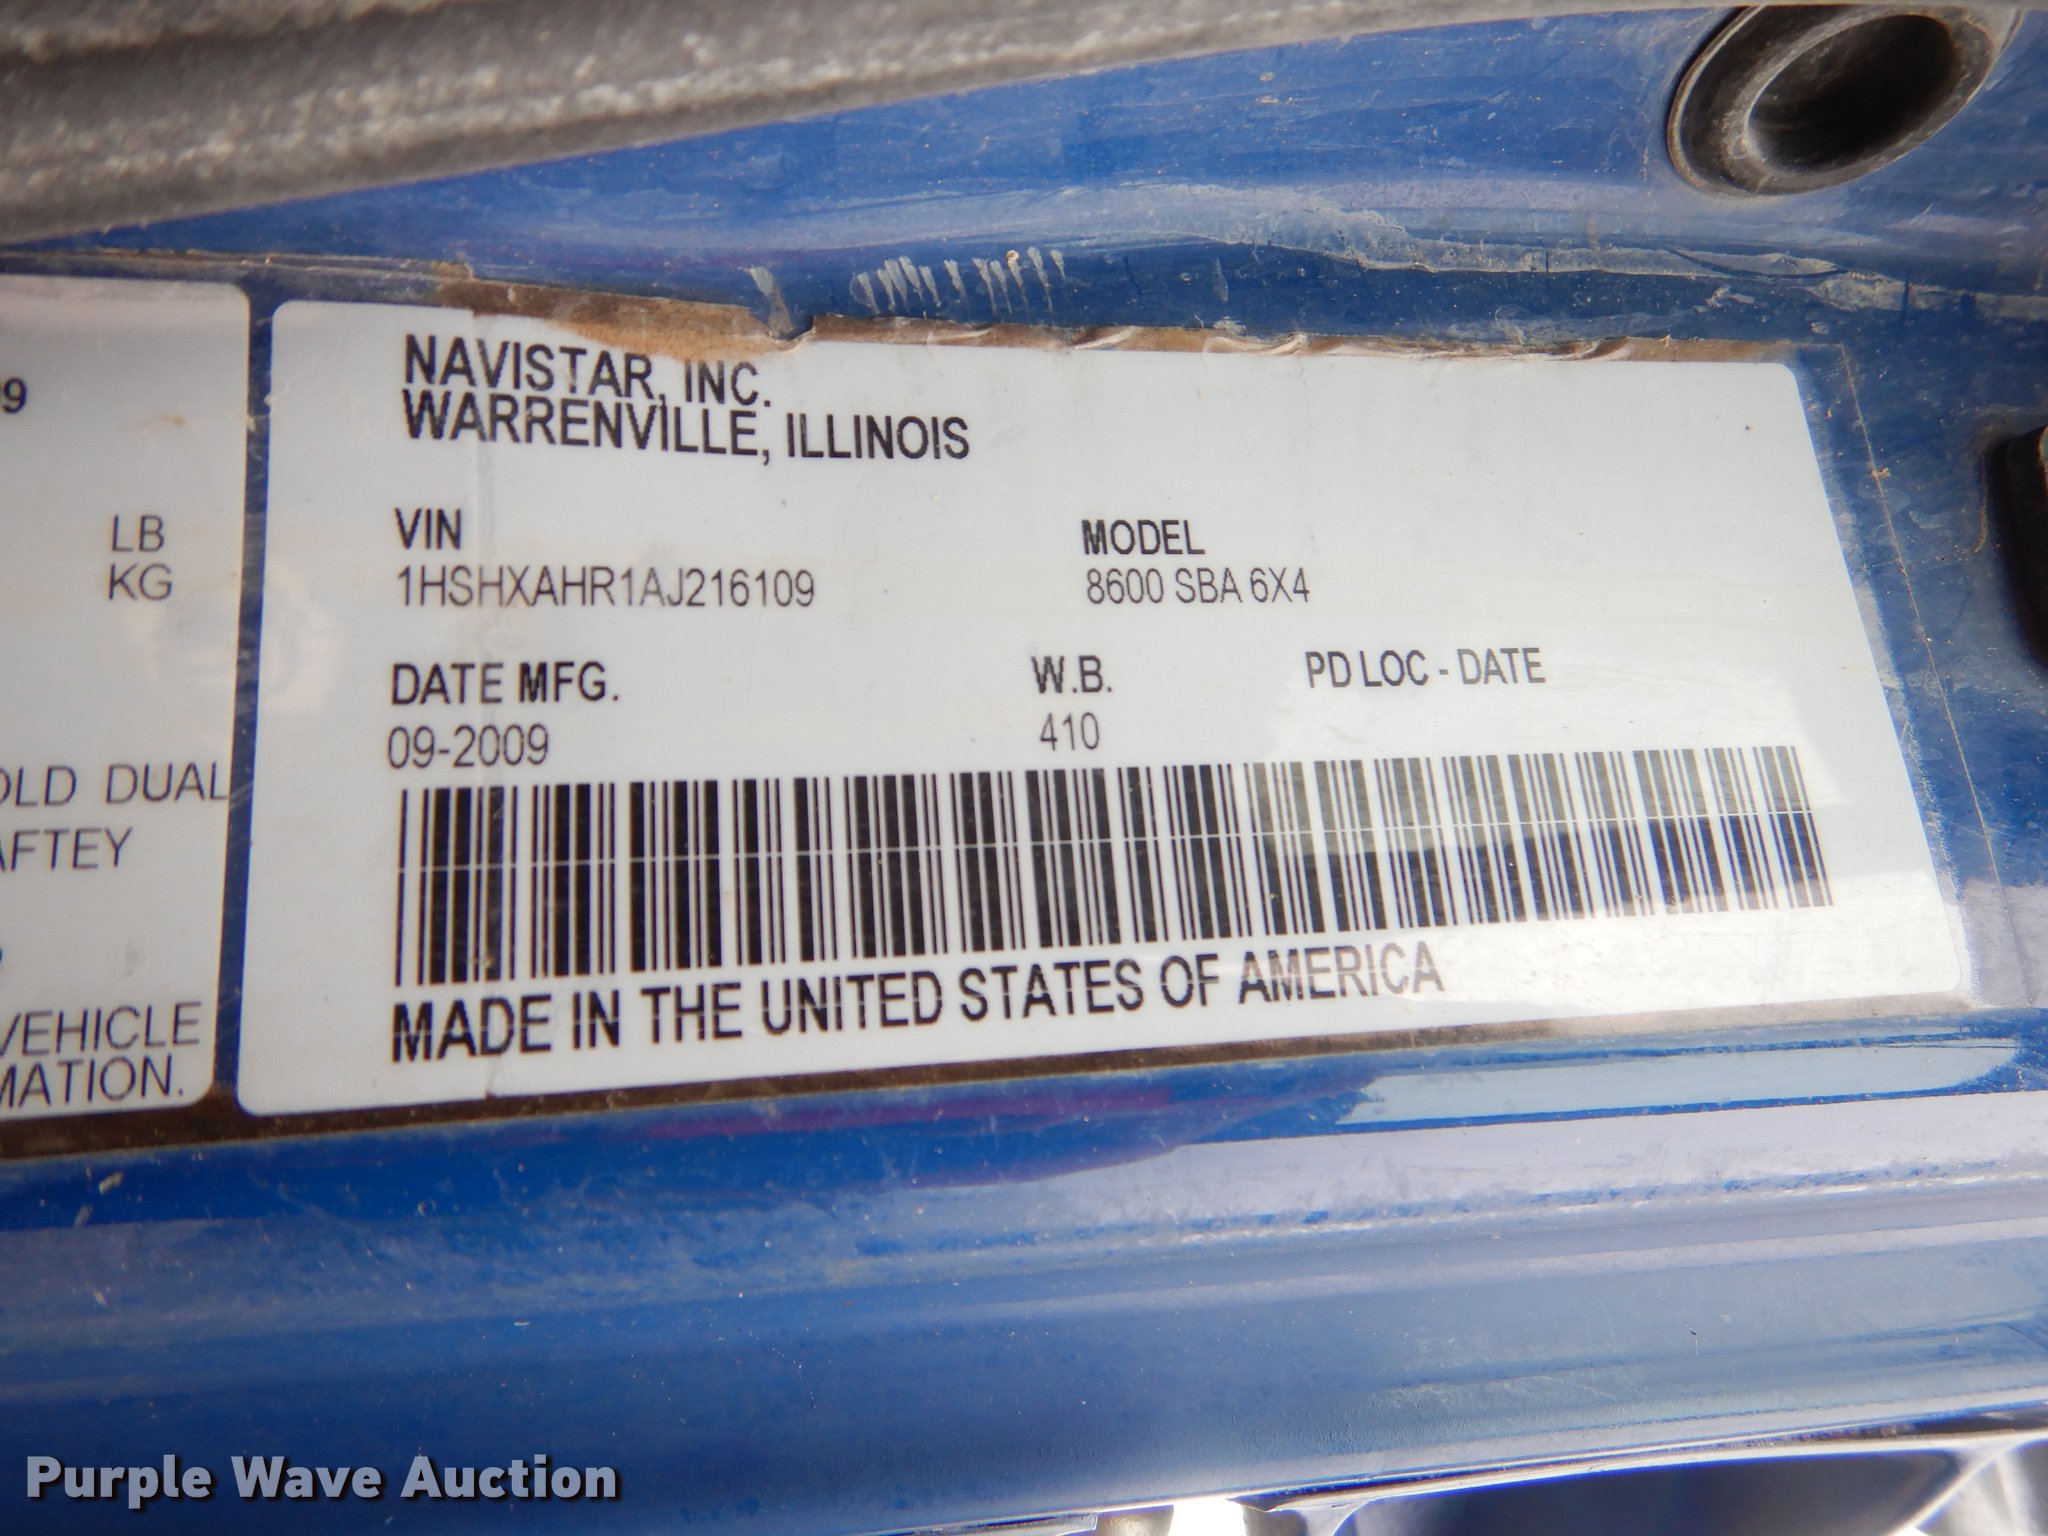 09
LB
KG
OLD DUAL
AFTEY
VEHICLE
MATION.
NAVISTAR, INC.
WARRENVILLE, ILLINOIS
VIN
1HSHXAHR1AJ216109
MODEL
8600 SBA 6X4
DATE MFG.
09-2009
W.B.
410
PD LOC - DATE
MADE IN THE UNITED STATES OF AMERICA
Purple Wave Auction